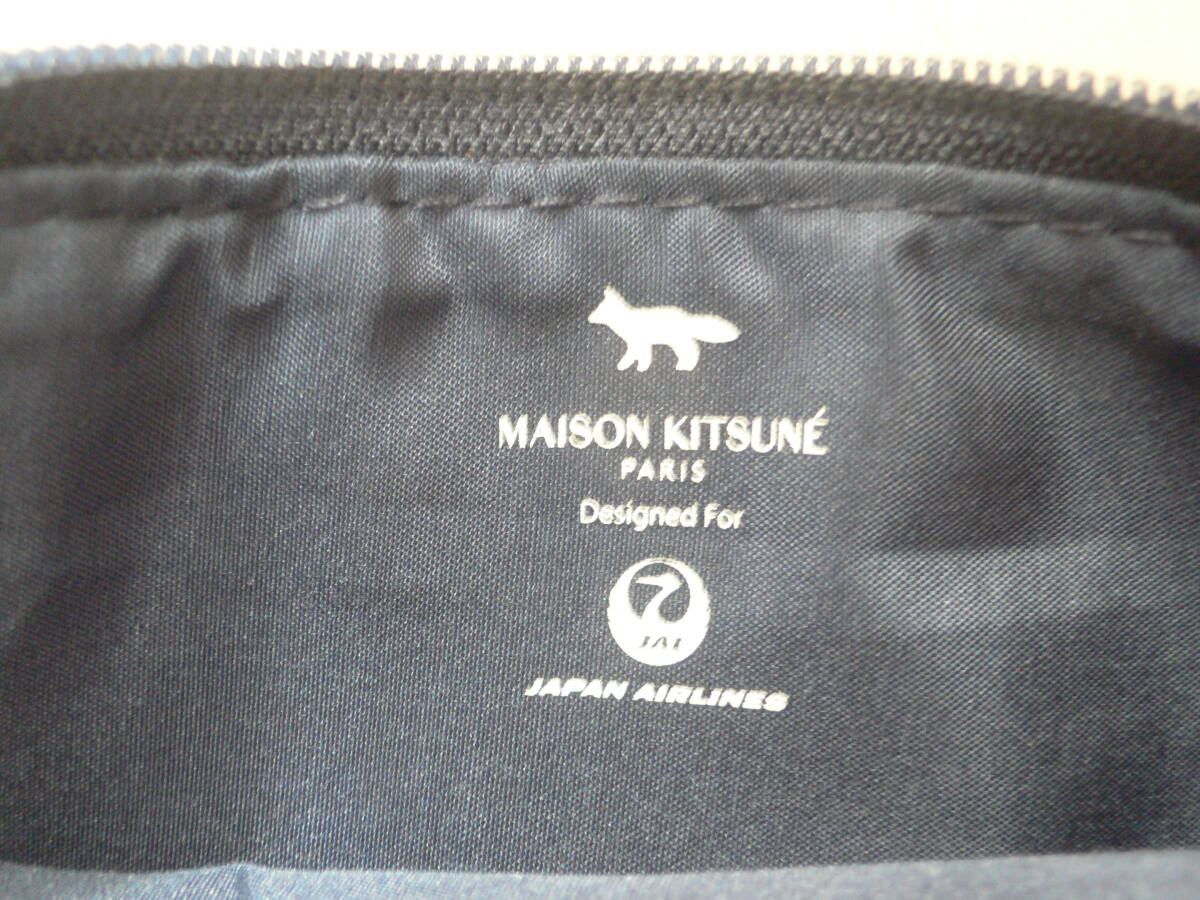 MAISON KITSUNÉ
PARIS
Designed For
JAL
JAPAN AIRLINES